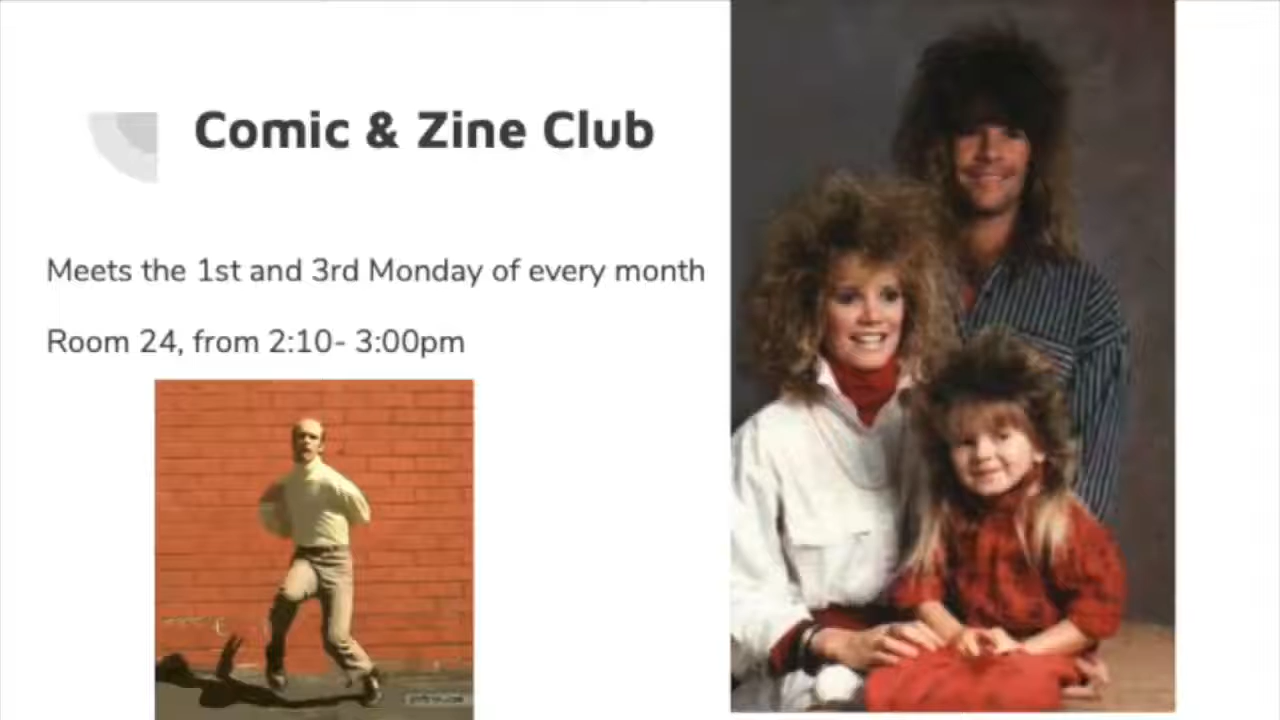 Comic & Zine Club
Meets the 1st and 3rd Monday of every month
Room 24, from 2:10- 3:00pm